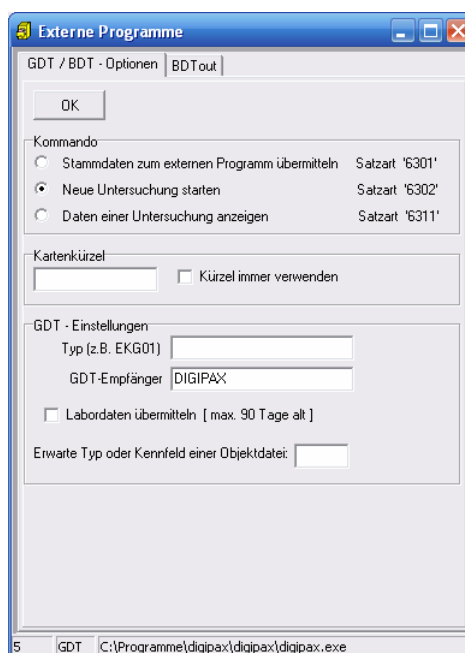 Externe Programme
GDT / BDT - Optionen BDTout
OK
Kommando
Stammdaten zum externen Programm übermitteln Satzart '6301'
Neue Untersuchung starten Satzart '6302'
Daten einer Untersuchung anzeigen Satzart '6311'
Kartenkürzel
Kürzel immer verwenden
GDT - Einstellungen
Typ (z.B. EKG01)
GDT-Empfänger DIGIPAX
Labordaten übermitteln [ max. 90 Tage alt ]
Erwarte Typ oder Kennfeld einer Objektdatei:
5 GDT C:\Programme\digipax\digipax\digipax.exe